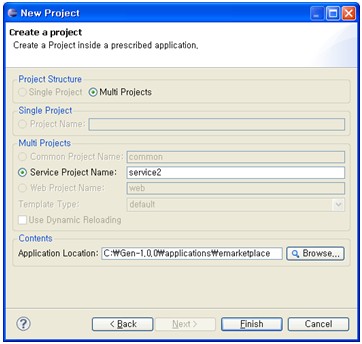 New Project
Create a project
Create a Project inside a prescribed application,
Project Structure
Single Project Multi Projects
Single Project
Project Name:
Multi Projects
Common Project Name: common
Service Project Name: service2
Web Project Name: web
Template Type: default
Use Dynamic Reloading
Contents
Application Location: C:₩Gen-1,0,0₩applications₩emarketplace Browse...
? < Back Next > Finish Cancel